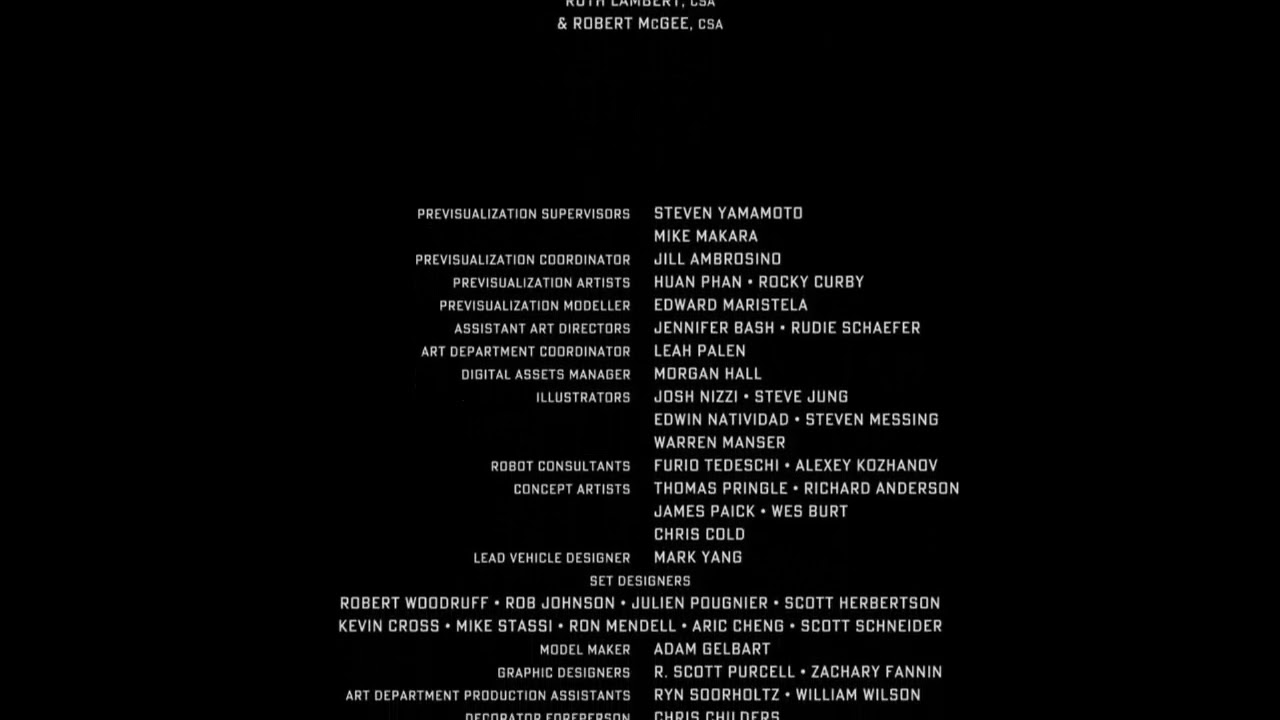 RUTH LAMBERT, CSA
& ROBERT McGEE, CSA
PREVISUALIZATION SUPERVISORS STEVEN YAMAMOTO
MIKE MAKARA
PREVISUALIZATION COORDINATOR JILL AMBROSINO
PREVISUALIZATION ARTISTS HUAN PHAN • ROCKY CURBY
PREVISUALIZATION MODELLER EDWARD MARISTELA
ASSISTANT ART DIRECTORS JENNIFER BASH • RUDIE SCHAEFER
ART DEPARTMENT COORDINATOR LEAH PALEN
DIGITAL ASSETS MANAGER MORGAN HALL
ILLUSTRATORS JOSH NIZZI • STEVE JUNG
EDWIN NATIVIDAD • STEVEN MESSING
WARREN MANSER
ROBOT CONSULTANTS FURIO TEDESCHI • ALEXEY KOZHANOV
CONCEPT ARTISTS THOMAS PRINGLE • RICHARD ANDERSON
JAMES PAICK • WES BURT
CHRIS COLD
LEAD VEHICLE DESIGNER MARK YANG
SET DESIGNERS
ROBERT WOODRUFF • ROB JOHNSON • JULIEN POUGNIER • SCOTT HERBERTSON
KEVIN CROSS • MIKE STASSI • RON MENDELL • ARIC CHENG • SCOTT SCHNEIDER
MODEL MAKER ADAM GELBART
GRAPHIC DESIGNERS R. SCOTT PURCELL • ZACHARY FANNIN
ART DEPARTMENT PRODUCTION ASSISTANTS RYN SOORHOLTZ • WILLIAM WILSON
DECORATOR FOREPERSON CHRIS CHILDERS